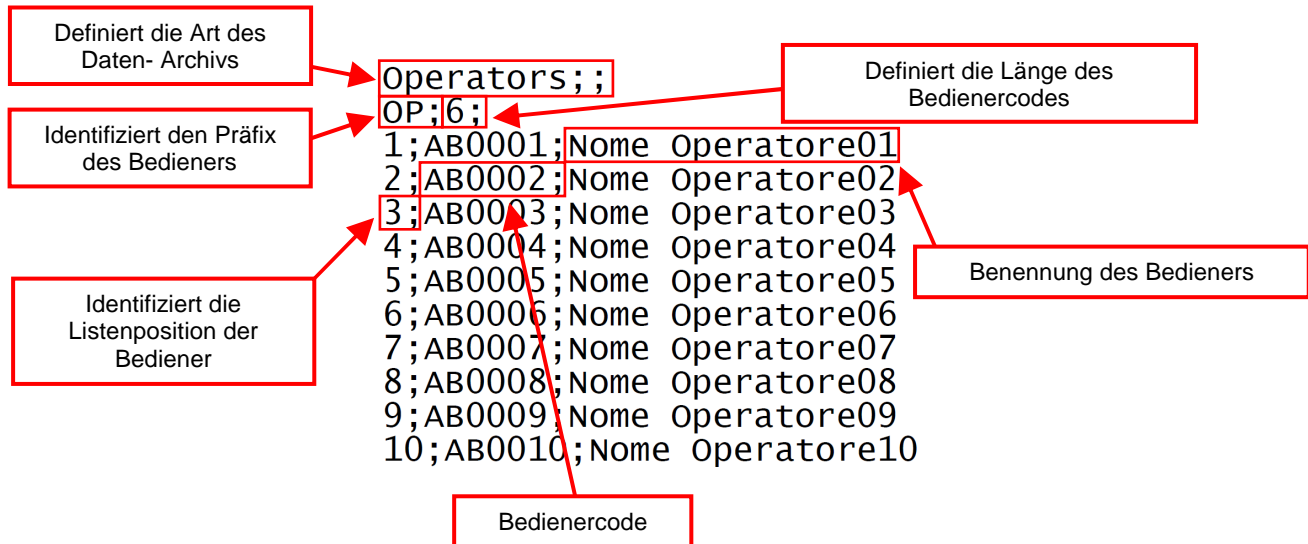 Definiert die Art des
Daten- Archivs
Identifiziert den Präfix
des Bedieners
Identifiziert die
Listenposition der
Bediener
Operators;;
OP;6;
1;AB0001;Nome Operatore01
2;AB0002;Nome Operatore02
3;AB0003;Nome Operatore03
4;AB0004;Nome Operatore04
5;AB0005;Nome Operatore05
6;AB0006;Nome Operatore06
7;AB0007;Nome Operatore07
8;AB0008;Nome Operatore08
9;AB0009;Nome Operatore09
10;AB0010;Nome Operatore10
Definiert die Länge des
Bedienercodes
Benennung des Bedieners
Bedienercode